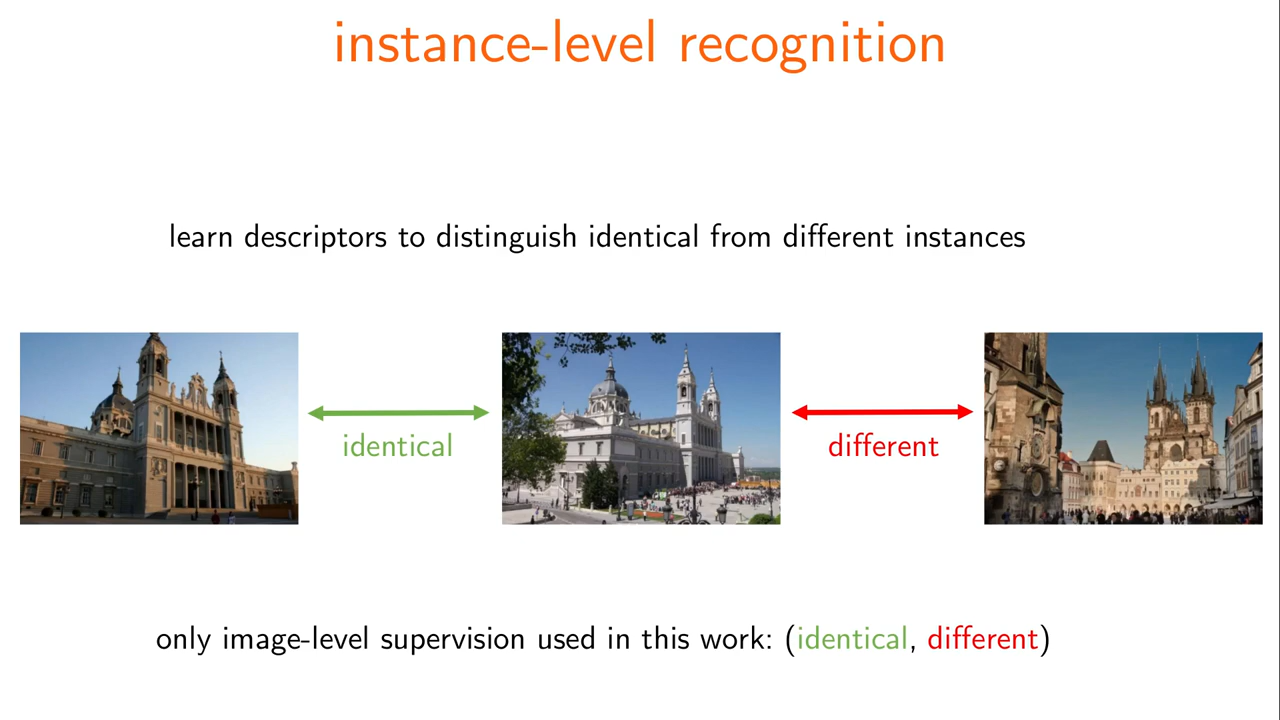 instance-level recognition
learn descriptors to distinguish identical from different instances
identical
different
only image-level supervision used in this work: (identical, different)